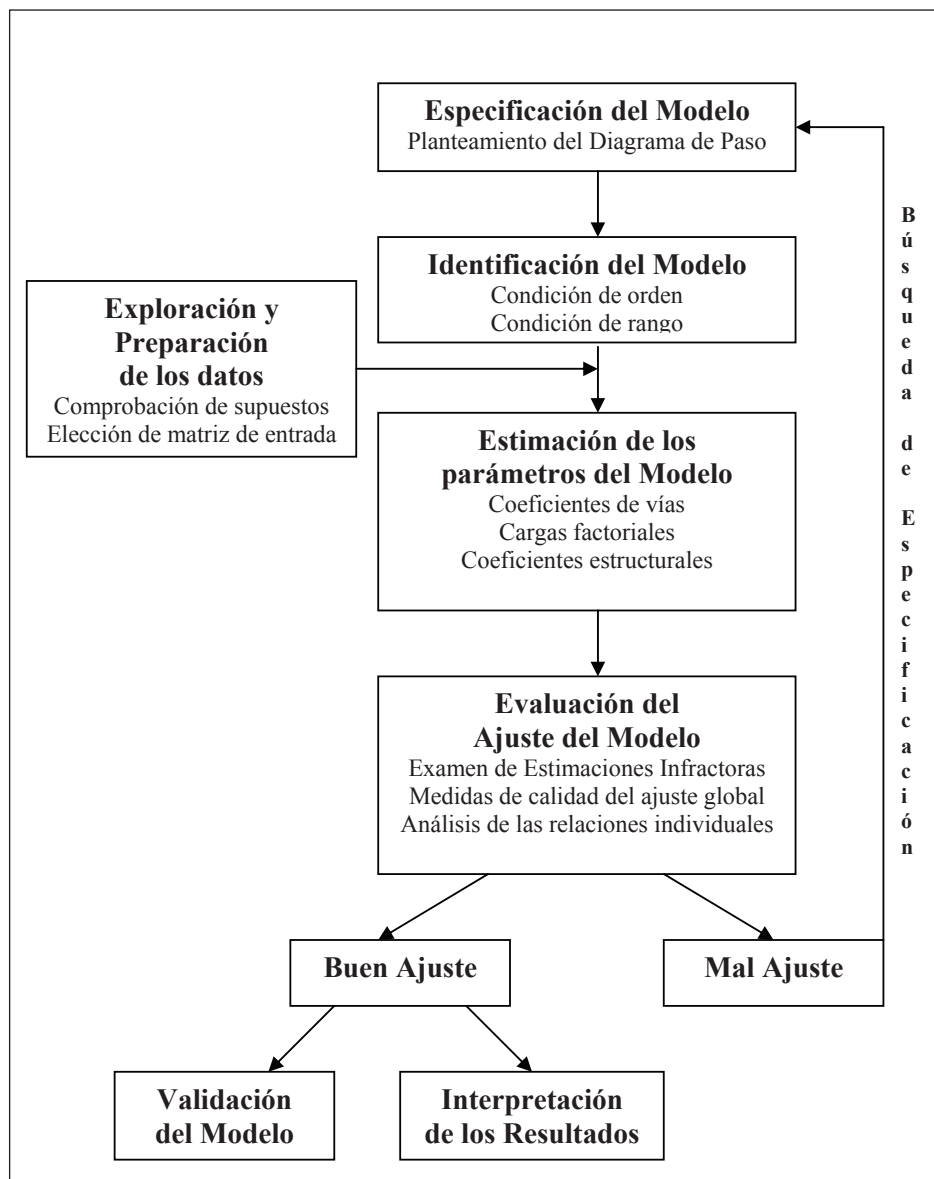 Especificación del Modelo
Planteamiento del Diagrama de Paso
Identificación del Modelo
Condición de orden
Condición de rango
Exploración y
Preparación
de los datos
Comprobación de supuestos
Elección de matriz de entrada
Estimación de los
parámetros del Modelo
Coeficientes de vías
Cargas factoriales
Coeficientes estructurales
Evaluación del
Ajuste del Modelo
Examen de Estimaciones Infractoras
Medidas de calidad del ajuste global
Análisis de las relaciones individuales
Buen Ajuste
Mal Ajuste
Validación
del Modelo
Interpretación
de los Resultados
Búsqueda de Especificación